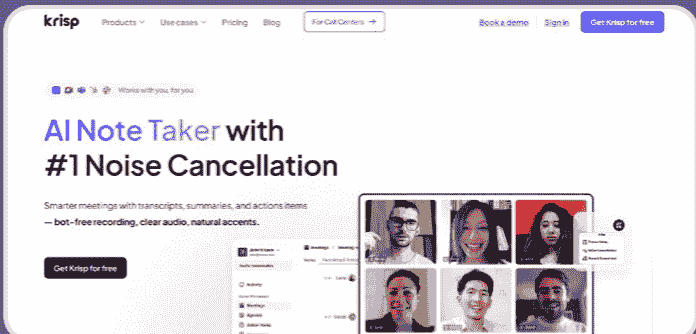 krisp
Products
Use cases
Pricing
Blog
For Call Centers →
Book a demo
Sign in
Get Krisp for free
Works with you, for you
AI Note Taker with
#1 Noise Cancellation
Smarter meetings with transcripts, summaries, and actions items
— bot-free recording, clear audio, natural accents.
Get Krisp for free
Activity
Meetings